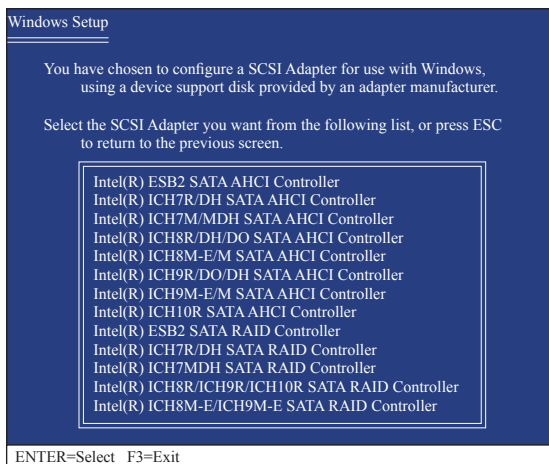 Windows Setup
You have chosen to configure a SCSI Adapter for use with Windows,
using a device support disk provided by an adapter manufacturer.
Select the SCSI Adapter you want from the following list, or press ESC
to return to the previous screen.
Intel(R) ESB2 SATA AHCI Controller
Intel(R) ICH7R/DH SATA AHCI Controller
Intel(R) ICH7M/MDH SATA AHCI Controller
Intel(R) ICH8R/DH/DO SATA AHCI Controller
Intel(R) ICH8M-E/M SATA AHCI Controller
Intel(R) ICH9R/DO/DH SATA AHCI Controller
Intel(R) ICH9M-E/M SATA AHCI Controller
Intel(R) ICH10R SATA AHCI Controller
Intel(R) ESB2 SATA RAID Controller
Intel(R) ICH7R/DH SATA RAID Controller
Intel(R) ICH7MDH SATA RAID Controller
Intel(R) ICH8R/ICH9R/ICH10R SATA RAID Controller
Intel(R) ICH8M-E/ICH9M-E SATA RAID Controller
ENTER=Select F3=Exit